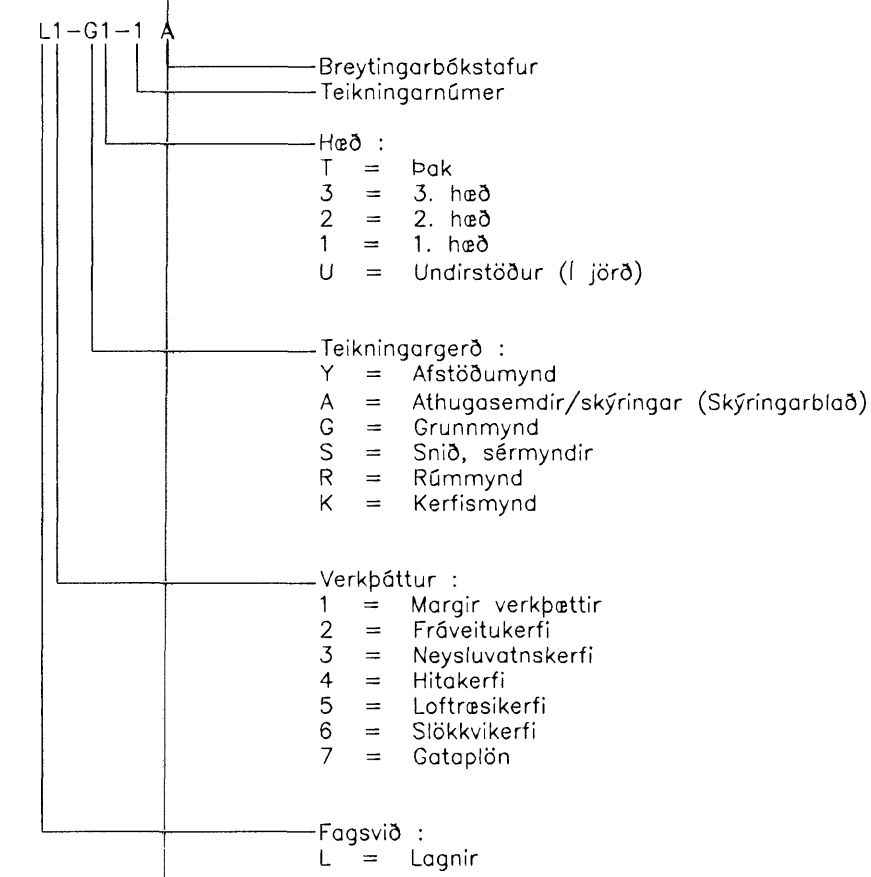 L1-G1-1 A
Breytingarbókstafur
Teikningarnúmer
Hæð :
T = Þak
3 = 3. hæð
2 = 2. hæð
1 = 1. hæð
U = Undirstöður (Í jörð)
Teikningargerð :
Y = Afstöðumynd
A = Athugasemdir/skýringar (Skýringarblað)
G = Grunnmynd
S = Snið, sérmyndir
R = Rúmmynd
K = Kerfismynd
Verkþáttur :
1 = Margir verkþættir
2 = Fráveitukerfi
3 = Neysluvatnskerfi
4 = Hitakerfi
5 = Loftræsikerfi
6 = Slökkvikerfi
7 = Gataplön
Fagsvið :
L = Lagnir